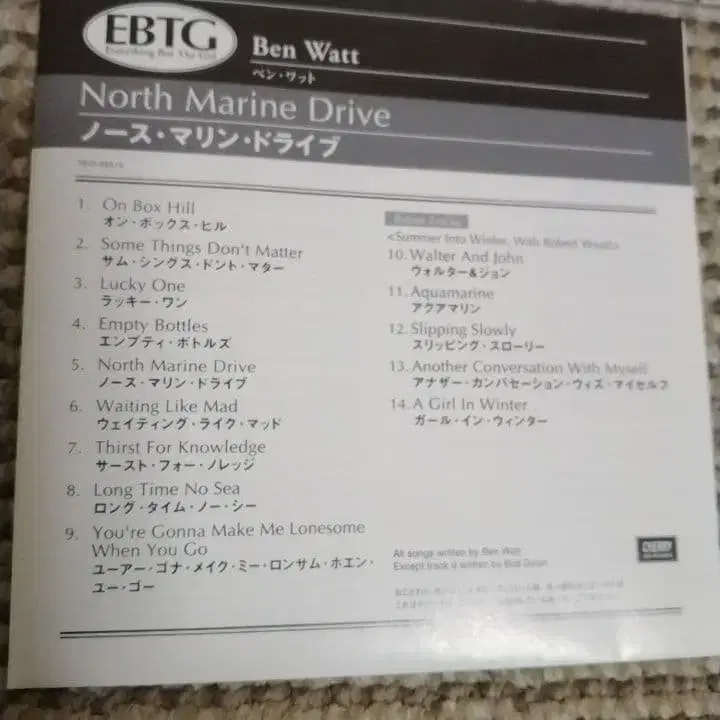 EBTG
Everything But The Girl
Ben Watt
ベン・ワット
North Marine Drive
ノース・マリン・ドライブ
1. On Box Hill
オン・ボックス・ヒル
2. Some Things Don't Matter
サム・シングス・ドント・マター
3. Lucky One
ラッキー・ワン
4. Empty Bottles
エンプティ・ボトルズ
5. North Marine Drive
ノース・マリン・ドライブ
6. Waiting Like Mad
ウェイティング・ライク・マッド
7. Thirst For Knowledge
サースト・フォー・ノレッジ
8. Long Time No Sea
ロング・タイム・ノー・シー
9. You're Gonna Make Me Lonesome
When You Go
ユーアー・ゴナ・メイク・ミー・ロンサム・ホエン・
ユー・ゴー
Bonus Tracks
<Summer Into Winter, With Robert Wyatt>
10. Walter And John
ウォルター&ジョン
11. Aquamarine
アクアマリン
12. Slipping Slowly
スリッピング・スローリー
13. Another Conversation With Myself
アナザー・カンバセーション・ウィズ・マイセルフ
14. A Girl In Winter
ガール・イン・ウィンター
All songs written by Ben Watt
Except track 9 written by Bob Dylan
CHERRY